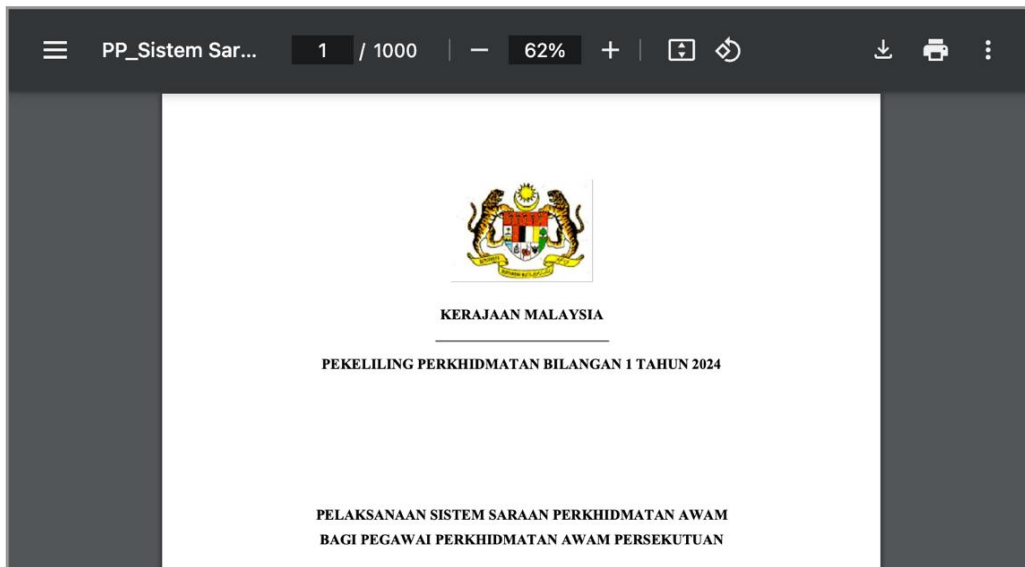 PP_Sistem Sar... 1 / 1000 62%
KERAJAAN MALAYSIA
PEKELILING PERKHIDMATAN BILANGAN 1 TAHUN 2024
PELAKSANAAN SISTEM SARAAN PERKHIDMATAN AWAM
BAGI PEGAWAI PERKHIDMATAN AWAM PERSEKUTUAN